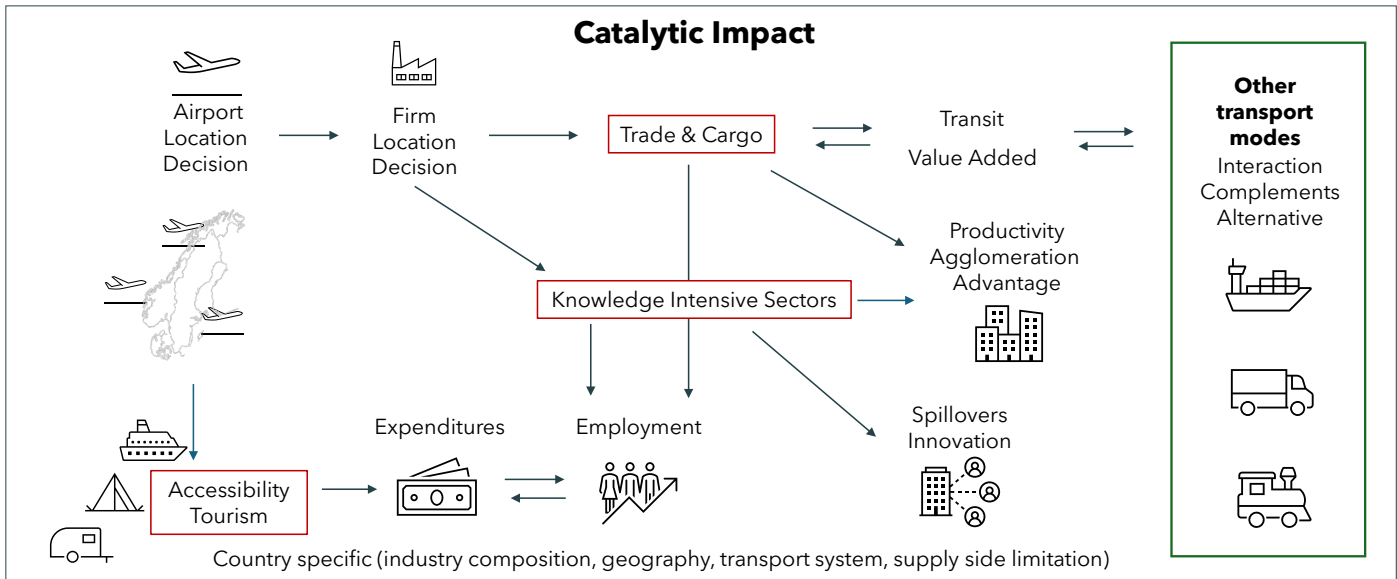 Catalytic Impact
Airport
Location
Decision
Firm
Location
Decision
Trade & Cargo
Transit
Value Added
Other
transport
modes
Interaction
Complements
Alternative
Productivity
Agglomeration
Advantage
Knowledge Intensive Sectors
Expenditures
Employment
Spillovers
Innovation
Accessibility
Tourism
Country specific (industry composition, geography, transport system, supply side limitation)